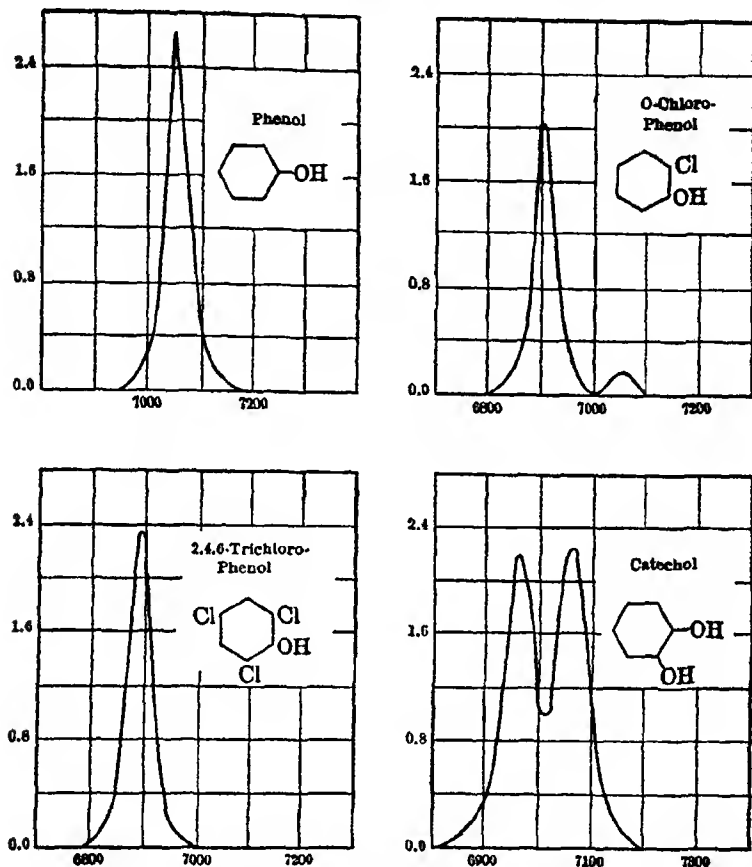 2.4
1.6
0.8
0.0
7000 7200
Phenol
OH
2.4
1.6
0.8
0.0
6800 7000 7200
O-Chloro-
Phenol
Cl
OH
2.4
1.6
0.8
0.0
6800 7000 7200
2.4.6-Trichloro-
Phenol
Cl Cl
OH
Cl
2.4
1.6
0.8
0.0
6900 7100 7300
Catechol
OH
OH